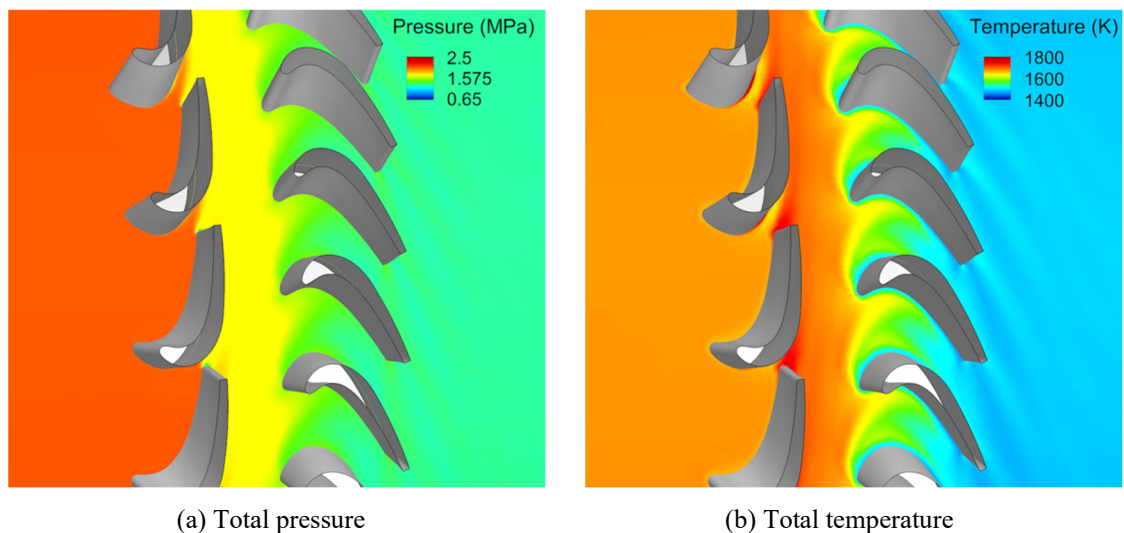 Pressure (MPa)
2.5
1.575
0.65
Temperature (K)
1800
1600
1400
(a) Total pressure
(b) Total temperature